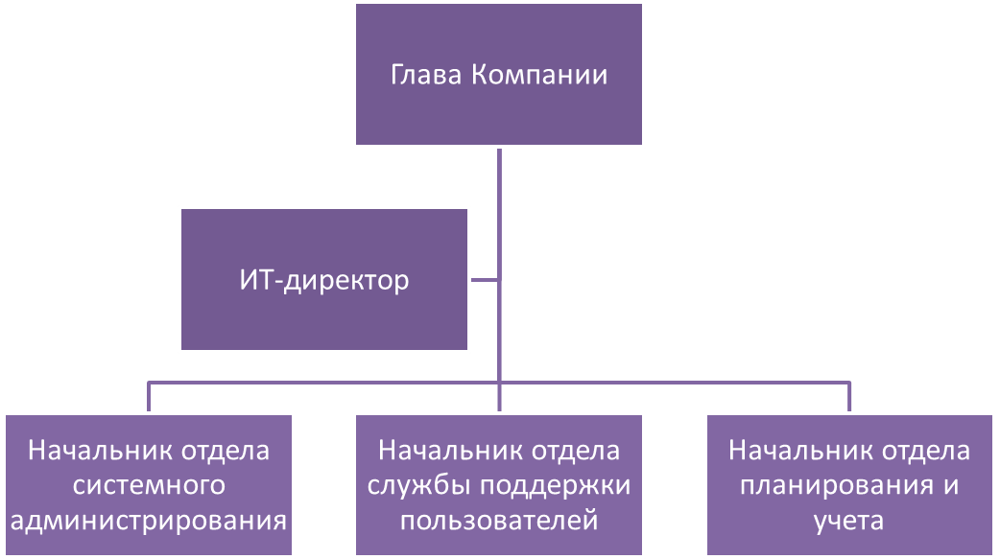 Глава Компании
ИТ-директор
Начальник отдела
системного
администрирования
Начальник отдела
службы поддержки
пользователей
Начальник отдела
планирования и
учета